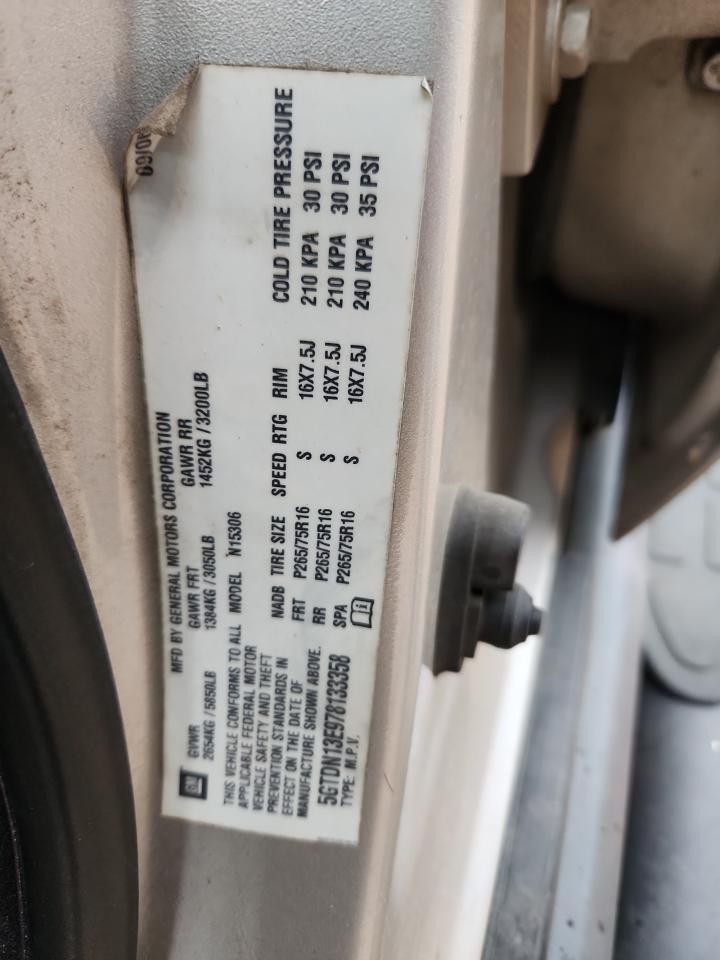 MFD BY GENERAL MOTORS CORPORATION
GM
GVWR GAWR FRT GAWR RR
2654KG / 5850LB 1384KG / 3050LB 1452KG / 3200LB
THIS VEHICLE CONFORMS TO ALL
APPLICABLE FEDERAL MOTOR
VEHICLE SAFETY AND THEFT
PREVENTION STANDARDS IN
EFFECT ON THE DATE OF
MANUFACTURE SHOWN ABOVE.
5GTDN13E978133358
TYPE: M.P.V.
MODEL N15306
NADB TIRE SIZE SPEED RTG RIM COLD TIRE PRESSURE
FRT P265/75R16 S 16X7.5J 210 KPA 30 PSI
RR P265/75R16 S 16X7.5J 210 KPA 30 PSI
SPA P265/75R16 S 16X7.5J 240 KPA 35 PSI